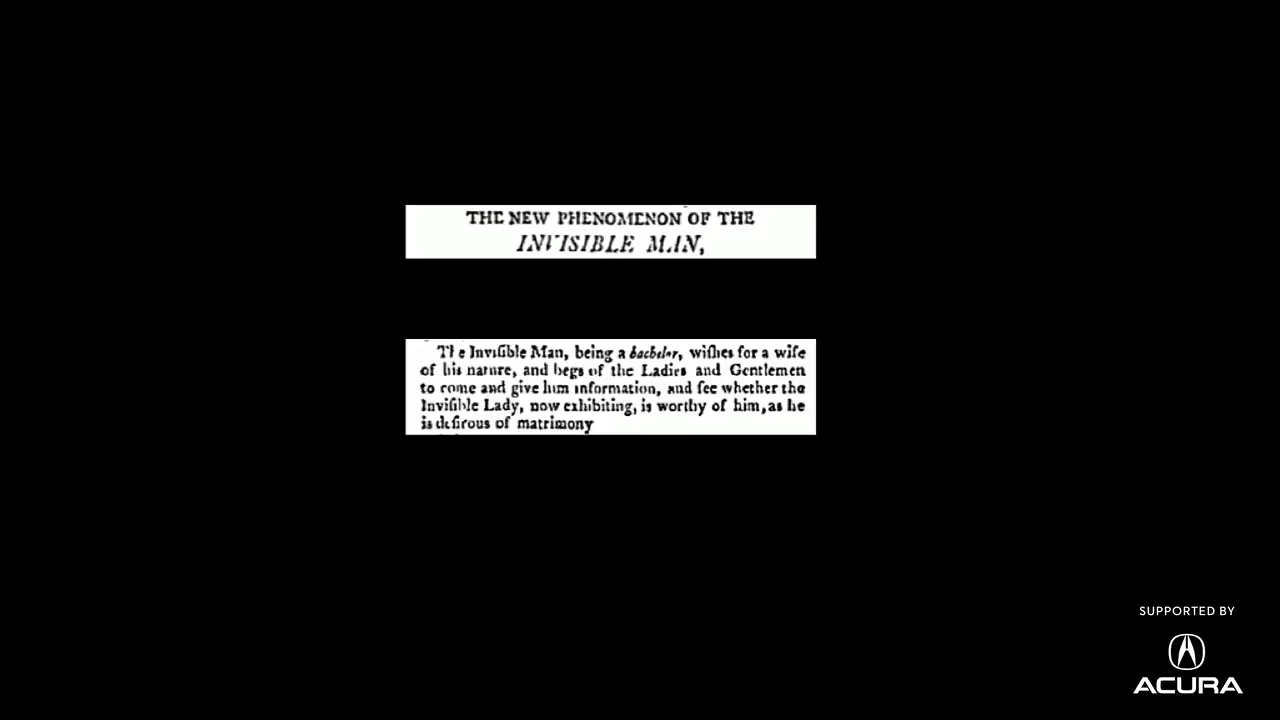 THE NEW PHENOMENON OF THE
INVISIBLE MAN,
The Inviſible Man, being a bachelor, wiſhes for a wife
of his nature, and begs of the Ladies and Gentlemen
to come and give him information, and ſee whether the
Inviſible Lady, now exhibiting, is worthy of him, as he
is deſirous of matrimony
SUPPORTED BY
ACURA